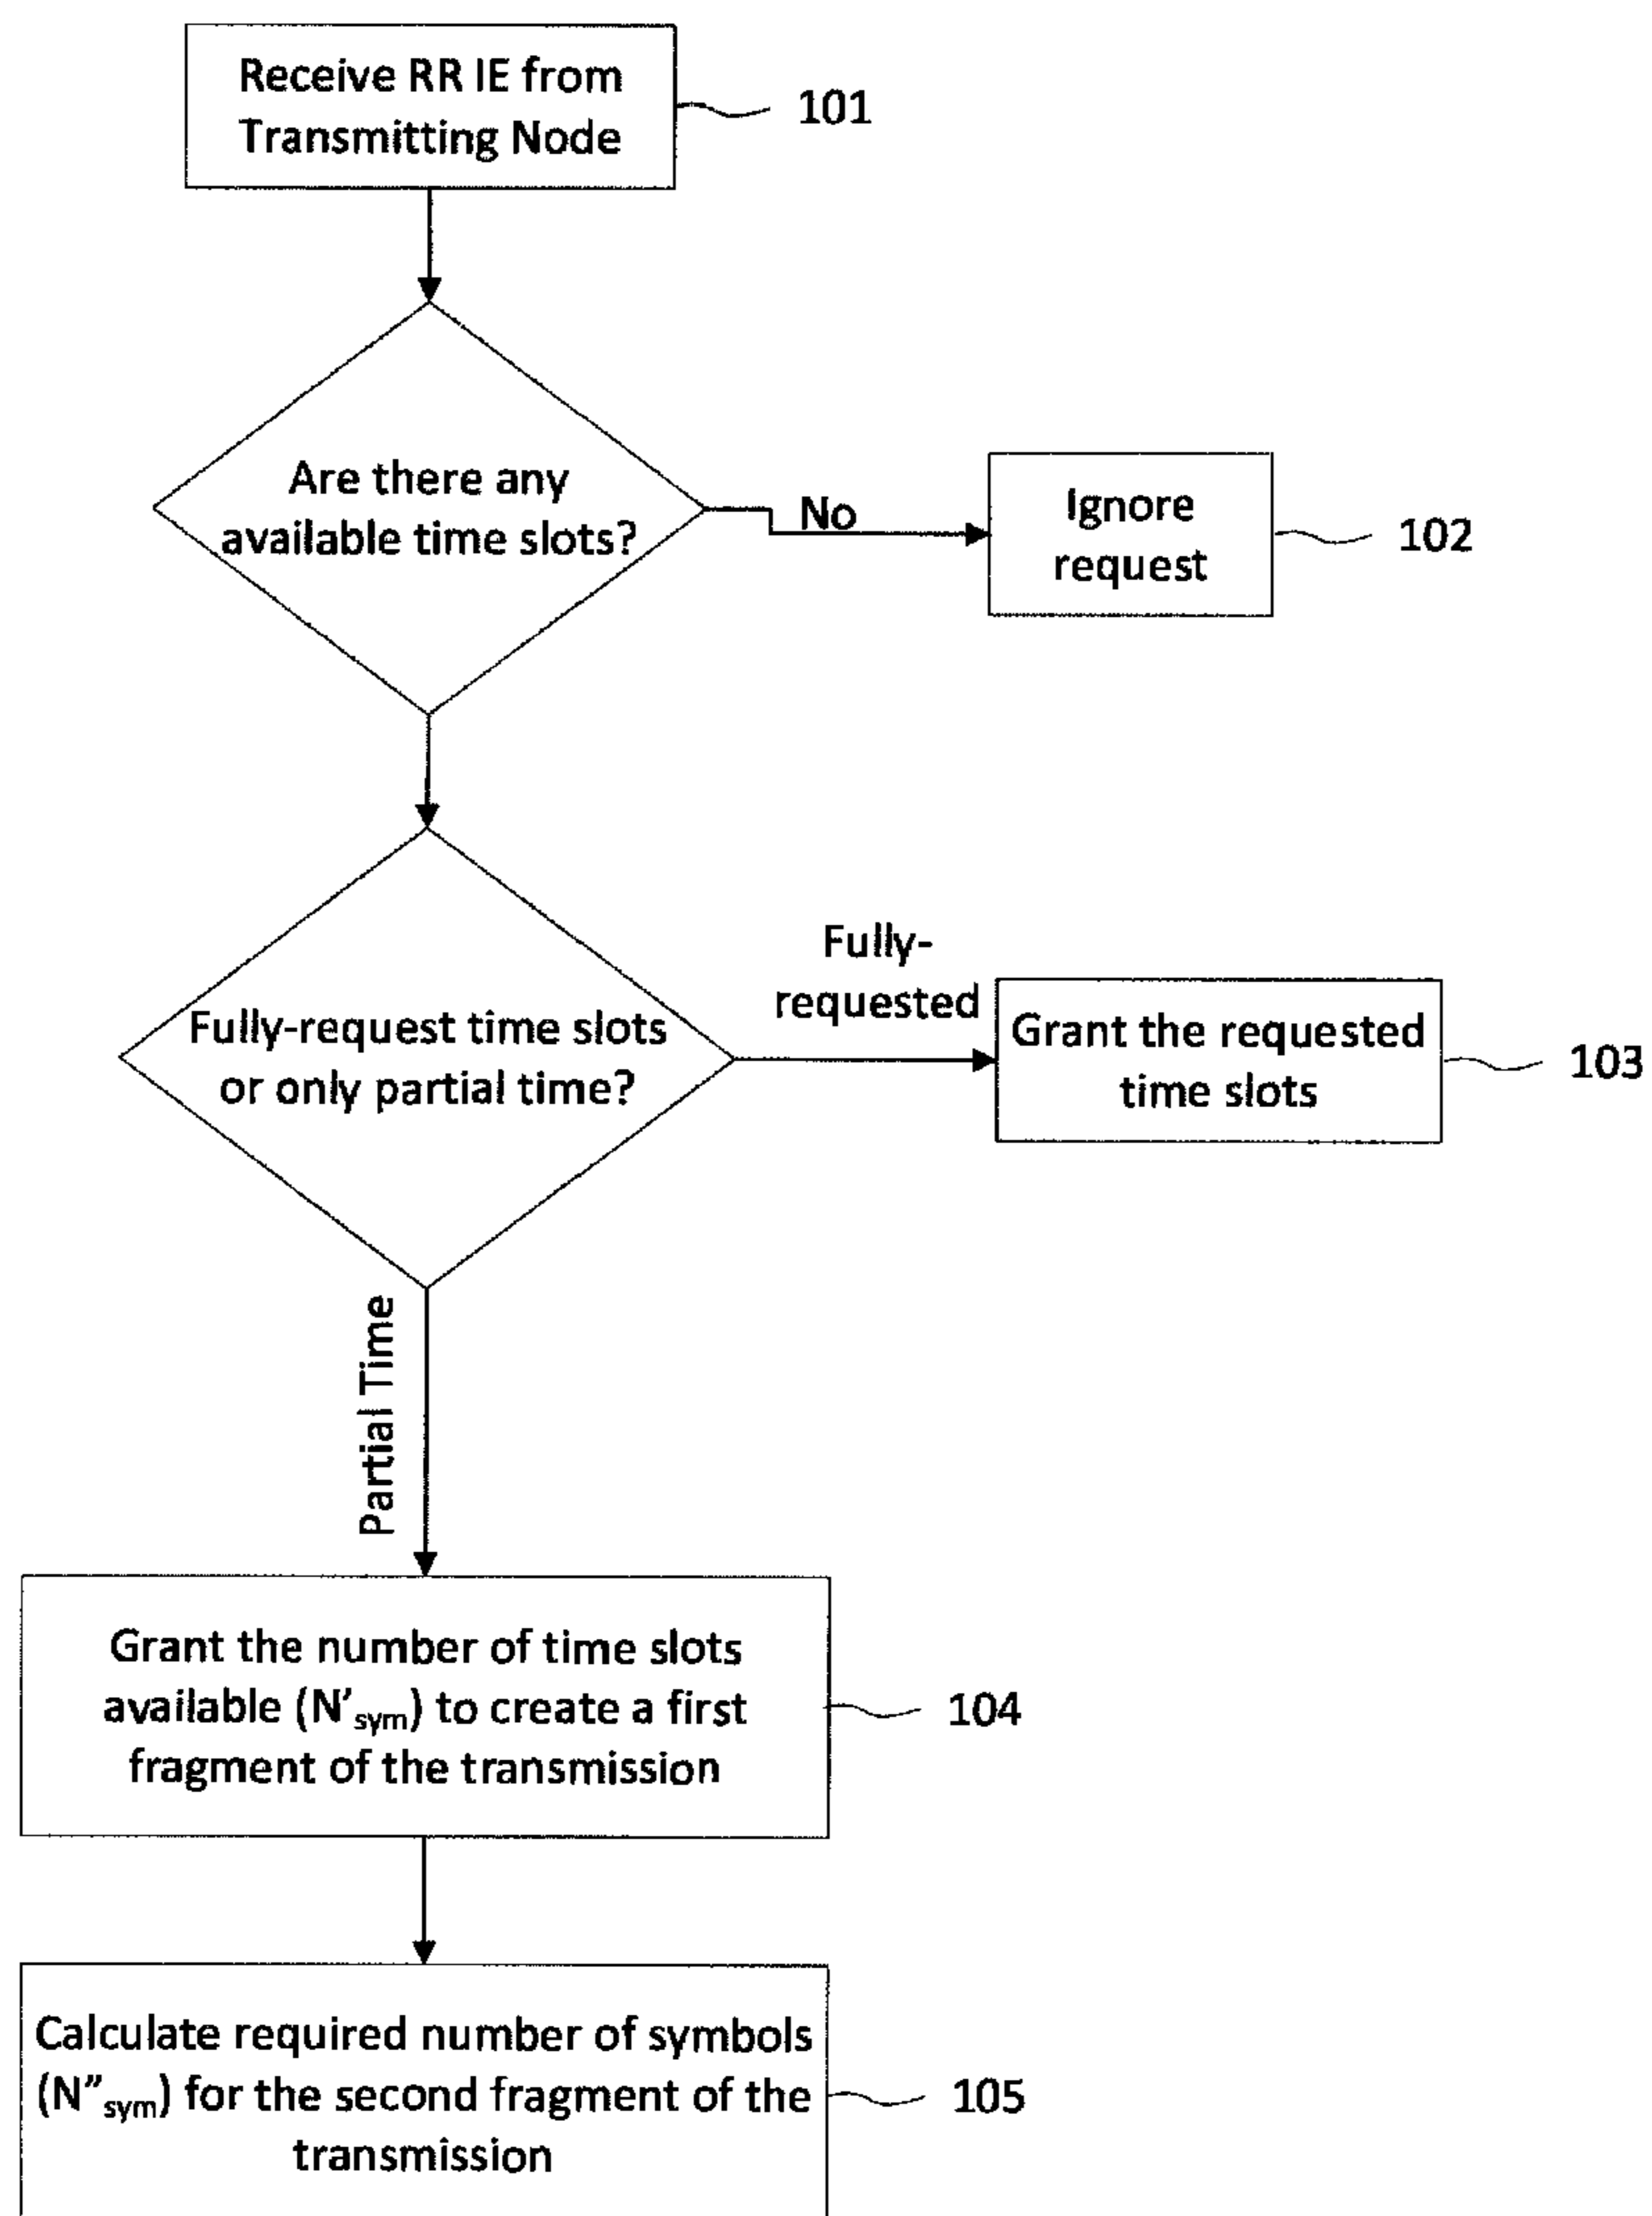 Receive RR IE from
Transmitting Node
101
Are there any
available time slots?
No
Ignore
request
102
Fully-request time slots
or only partial time?
Fully-
requested
Grant the requested
time slots
103
Partial Time
Grant the number of time slots
available (N'sym) to create a first
fragment of the transmission
104
Calculate required number of symbols
(N"sym) for the second fragment of the
transmission
105